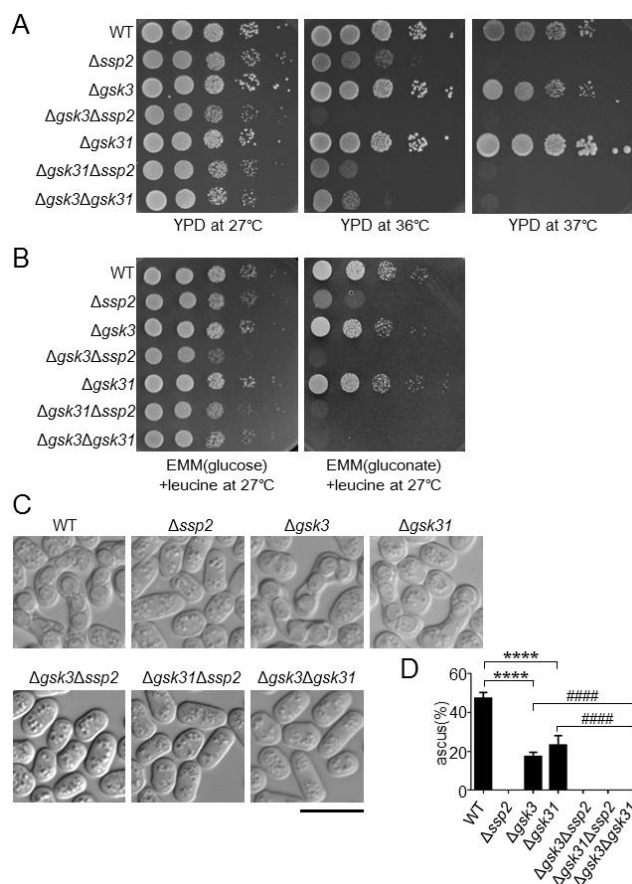 A
WT
Δssp2
Δgsk3
Δgsk3Δssp2
Δgsk31
Δgsk31Δssp2
Δgsk3Δgsk31
YPD at 27℃
YPD at 36℃
YPD at 37℃
B
WT
Δssp2
Δgsk3
Δgsk3Δssp2
Δgsk31
Δgsk31Δssp2
Δgsk3Δgsk31
EMM(glucose)
+leucine at 27℃
EMM(gluconate)
+leucine at 27℃
C
WT
Δssp2
Δgsk3
Δgsk31
Δgsk3Δssp2
Δgsk31Δssp2
Δgsk3Δgsk31
D
****
****
####
####
60
40
20
0
ascus(%)
WT
Δssp2
Δgsk3
Δgsk31
Δgsk3Δssp2
Δgsk31Δssp2
Δgsk3Δgsk31